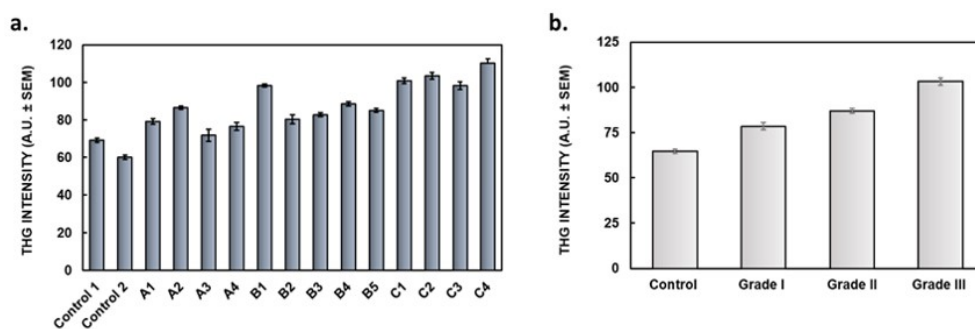 a.
THG INTENSITY (A.U. ± SEM)
120
100
80
60
40
20
0
Control 1
Control 2
A1
A2
A3
A4
B1
B2
B3
B4
B5
C1
C2
C3
C4
b.
THG INTENSITY (A.U. ± SEM)
125
100
75
50
25
0
Control
Grade I
Grade II
Grade III